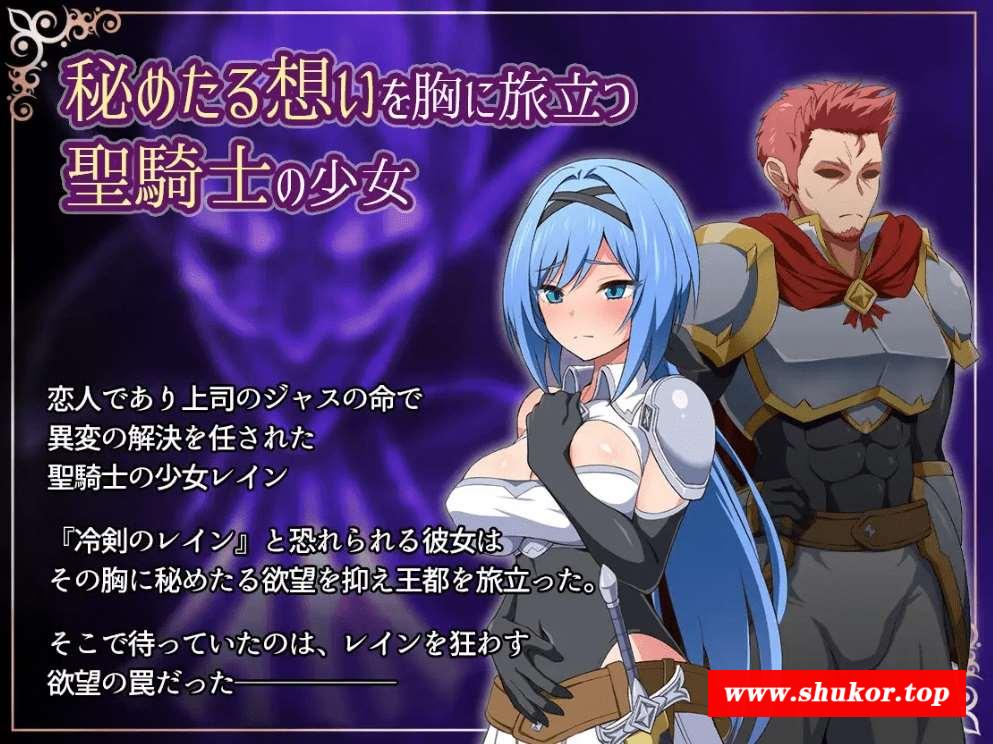 秘めたる想いを胸に旅立つ
聖騎士の少女
恋人であり上司のジャスの命で
異変の解決を任された
聖騎士の少女レイン
『冷剣のレイン』と恐れられる彼女は
その胸に秘めたる欲望を抑え王都を旅立った。
そこで待っていたのは、レインを狂わす
欲望の罠だった――――――
www.shukor.top